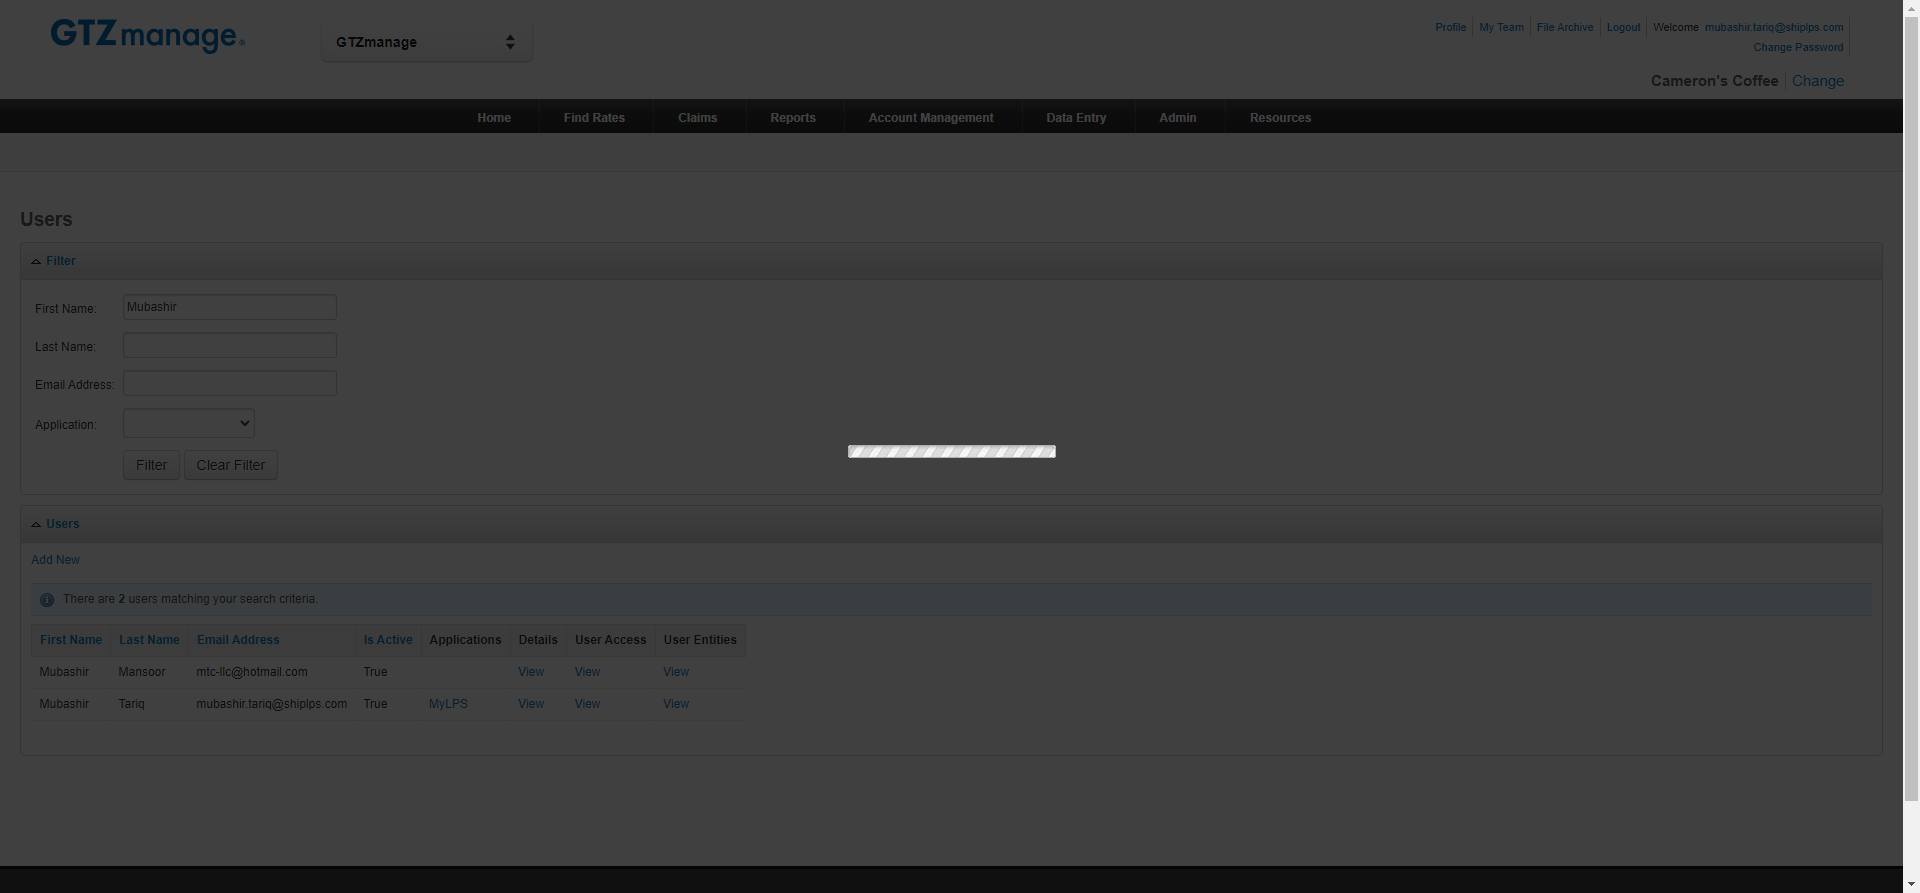 GTZmanage®
GTZmanage
Profile My Team File Archive Logout Welcome mubashir.tariq@shiplps.com
Change Password
Cameron's Coffee Change
Home Find Rates Claims Reports Account Management Data Entry Admin Resources
Users
Filter
First Name: Mubashir
Last Name:
Email Address:
Application:
Filter Clear Filter
Users
Add New
There are 2 users matching your search criteria.
First Name Last Name Email Address Is Active Applications Details User Access User Entities
Mubashir Mansoor mtc-llc@hotmail.com True View View View
Mubashir Tariq mubashir.tariq@shiplps.com True MyLPS View View View